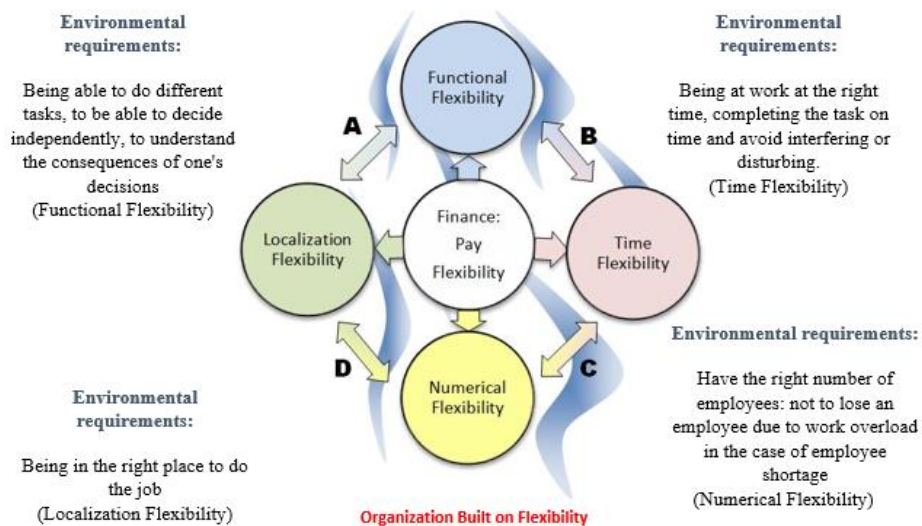 Environmental
requirements:
Being able to do different
tasks, to be able to decide
independently, to understand
the consequences of one's
decisions
(Functional Flexibility)
Functional
Flexibility
Environmental
requirements:
Being at work at the right
time, completing the task on
time and avoid interfering or
disturbing.
(Time Flexibility)
A
B
Localization
Flexibility
Finance:
Pay
Flexibility
Time
Flexibility
D
Numerical
Flexibility
C
Environmental
requirements:
Being in the right place to do
the job
(Localization Flexibility)
Environmental requirements:
Have the right number of
employees: not to lose an
employee due to work overload
in the case of employee
shortage
(Numerical Flexibility)
Organization Built on Flexibility